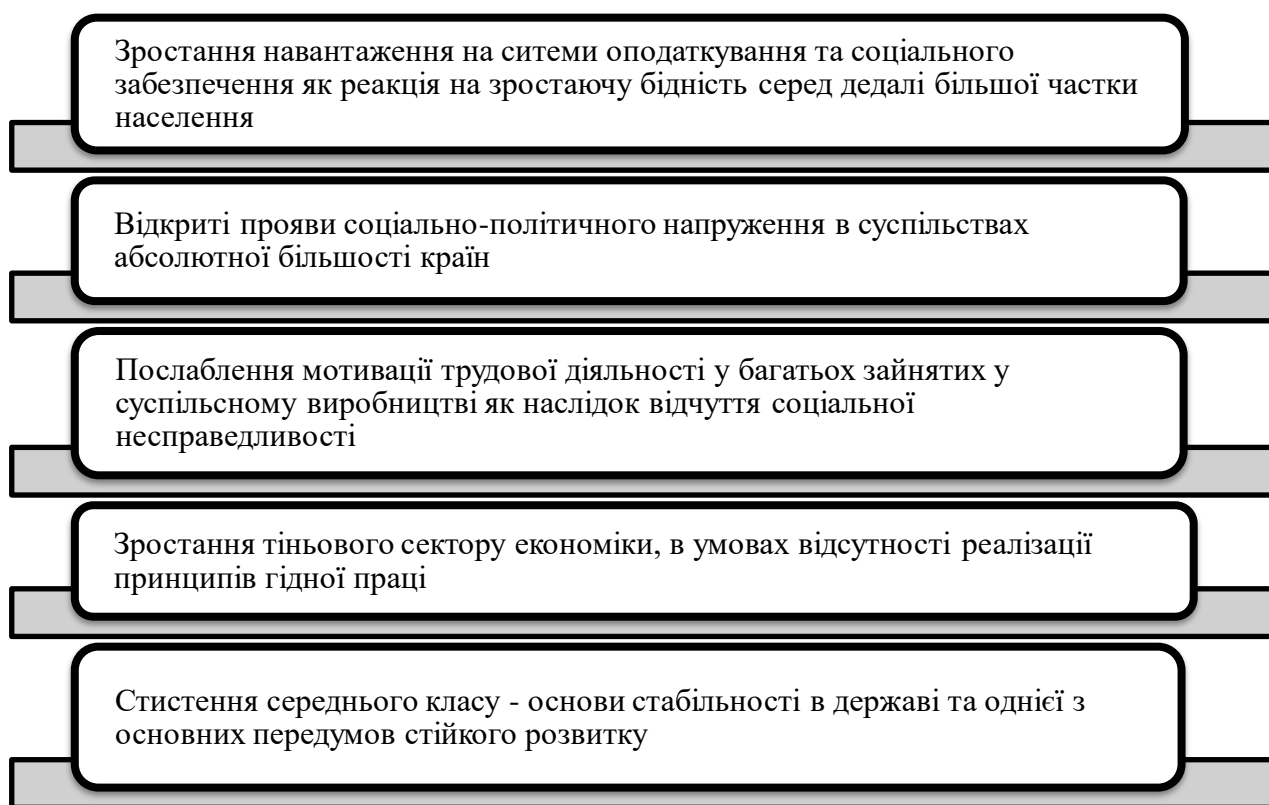 Зростання навантаження на ситеми оподаткування та соціального
забезпечення як реакція на зростаючу бідність серед дедалі більшої частки
населення
Відкриті прояви соціально-політичного напруження в суспільствах
абсолютної більшості країн
Послаблення мотивації трудової діяльності у багатьох зайнятих у
суспільсному виробництві як наслідок відчуття соціальної
несправедливості
Зростання тіньового сектору економіки, в умовах відсутності реалізації
принципів гідної праці
Стистення середнього класу - основи стабільності в державі та однієї з
основних передумов стійкого розвитку